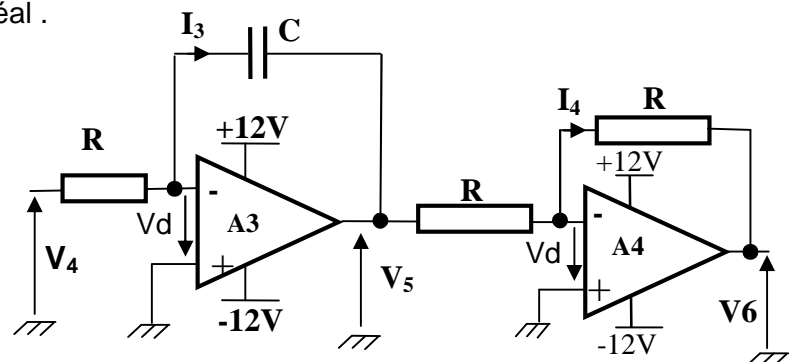 éal .
I3
C
R
+12V
-
Vd
A3
+
-12V
V4
V5
R
I4
R
+12V
-
Vd
A4
+
-12V
V6